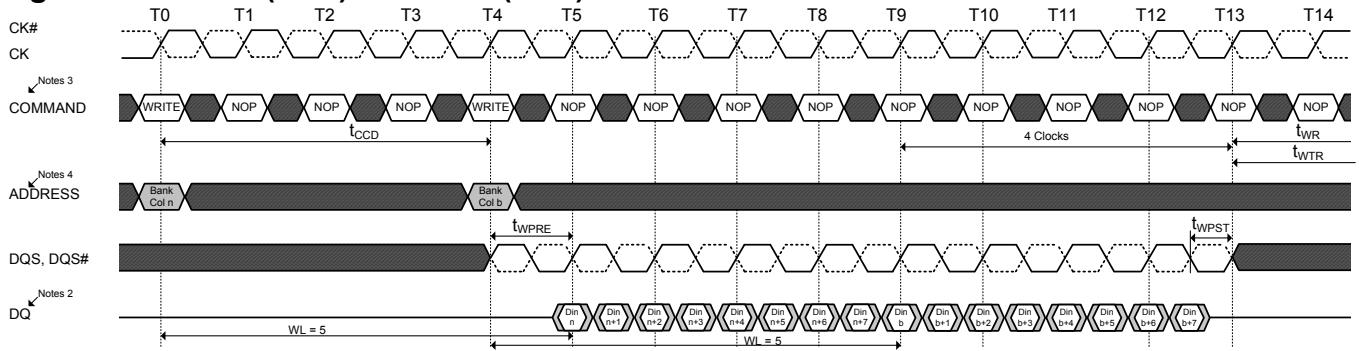 T0 T1 T2 T3 T4 T5 T6 T7 T8 T9 T10 T11 T12 T13 T14
CK#
CK
Notes 3
COMMAND
WRITE NOP NOP NOP WRITE NOP NOP NOP NOP NOP NOP NOP NOP NOP NOP
tCCD
4 Clocks
tWR
tWTR
Notes 4
ADDRESS
Bank Bank
Col n Col b
tWPRE
tWPST
DQS, DQS#
Notes 2
DQ
Din Din Din Din Din Din Din Din Din Din Din Din Din Din Din Din
n n+1 n+2 n+3 n+4 n+5 n+6 n+7 b b+1 b+2 b+3 b+4 b+5 b+6 b+7
WL = 5
WL = 5